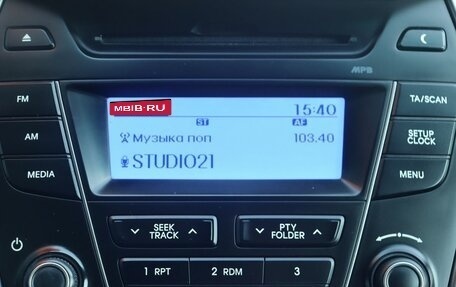 MP3
FM
TA/SCAN
МВІВ·RU
15:40
ST
AF
AM
SETUP
CLOCK
Музыка поп
103.40
STUDIO21
MEDIA
MENU
SEEK
TRACK
PTY
FOLDER
1 RPT
2 RDM
3